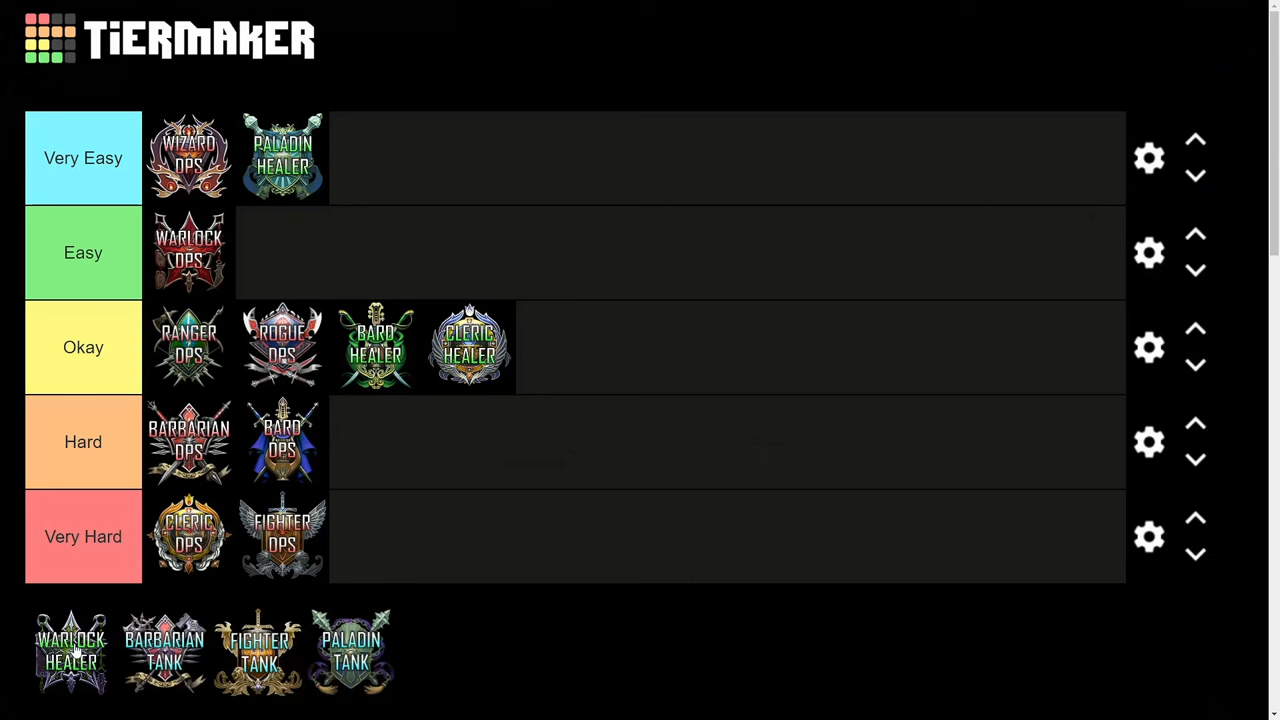 TiERMAKER
Very Easy
WIZARD
DPS
PALADIN
HEALER
Easy
WARLOCK
DPS
Okay
RANGER
DPS
ROGUE
DPS
BARD
HEALER
CLERIC
HEALER
Hard
BARBARIAN
DPS
BARD
DPS
Very Hard
CLERIC
DPS
FIGHTER
DPS
WARLOCK
HEALER
BARBARIAN
TANK
FIGHTER
TANK
PALADIN
TANK